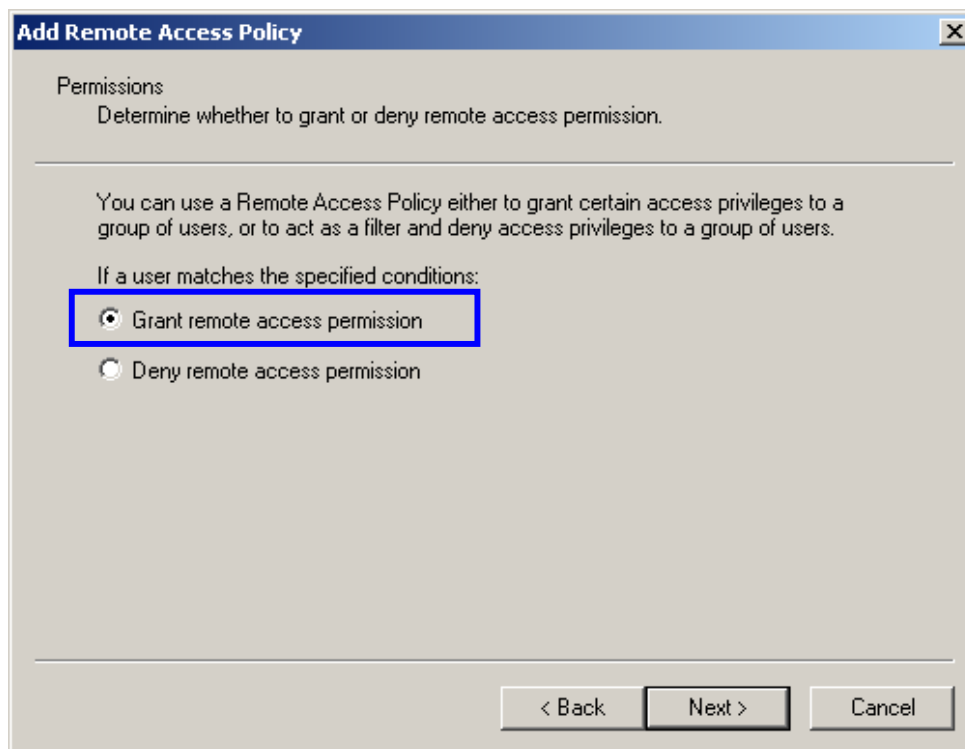 Add Remote Access Policy
Permissions
Determine whether to grant or deny remote access permission.
You can use a Remote Access Policy either to grant certain access privileges to a
group of users, or to act as a filter and deny access privileges to a group of users.
If a user matches the specified conditions:
Grant remote access permission
Deny remote access permission
< Back Next > Cancel